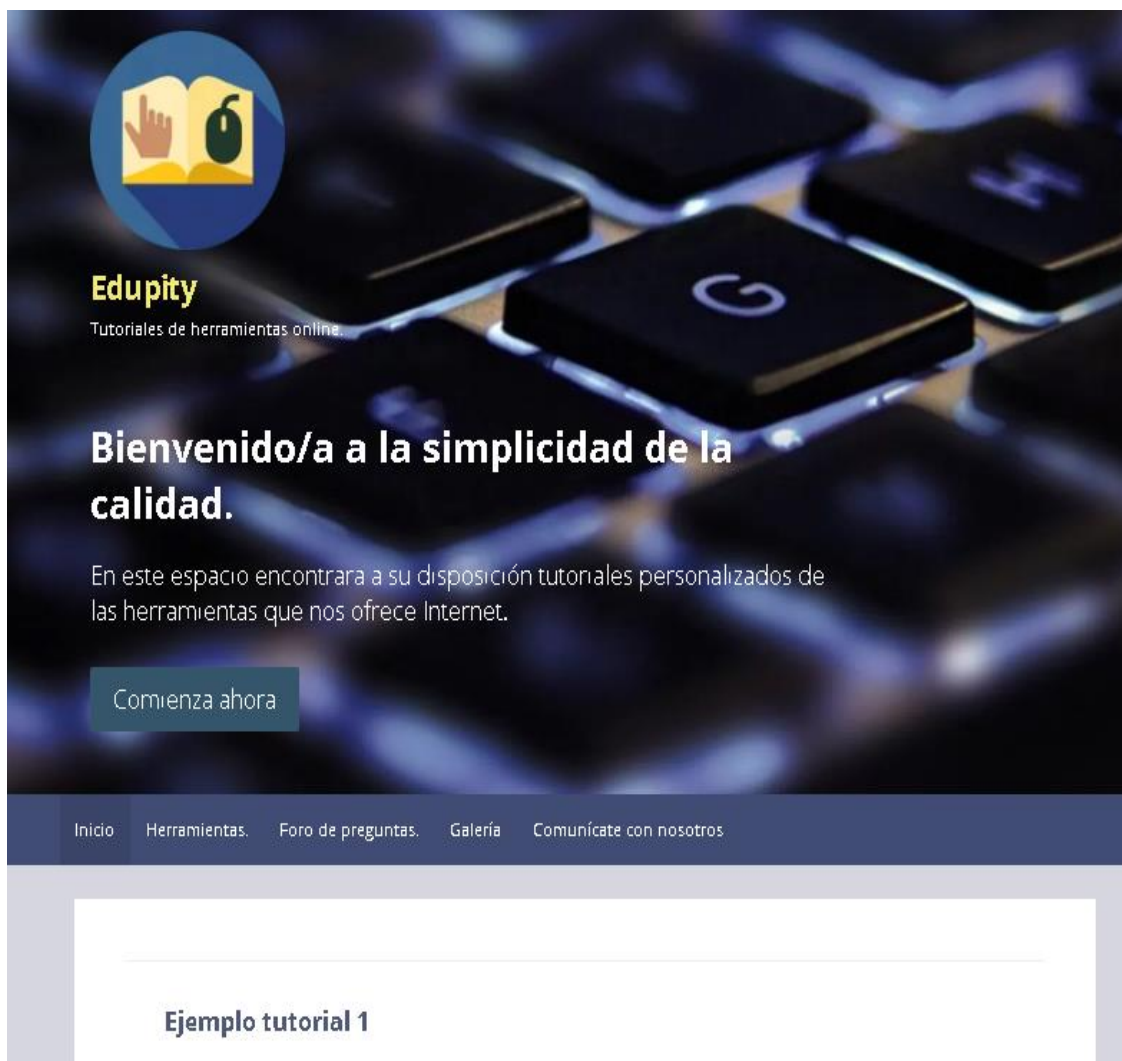 Edupity
Tutoriales de herramientas online.
G
H
Bienvenido/a a la simplicidad de la
calidad.
En este espacio encontrara a su disposición tutoriales personalizados de
las herramientas que nos ofrece Internet.
Comienza ahora
Inicio Herramientas. Foro de preguntas. Galería Comunícate con nosotros
Ejemplo tutorial 1